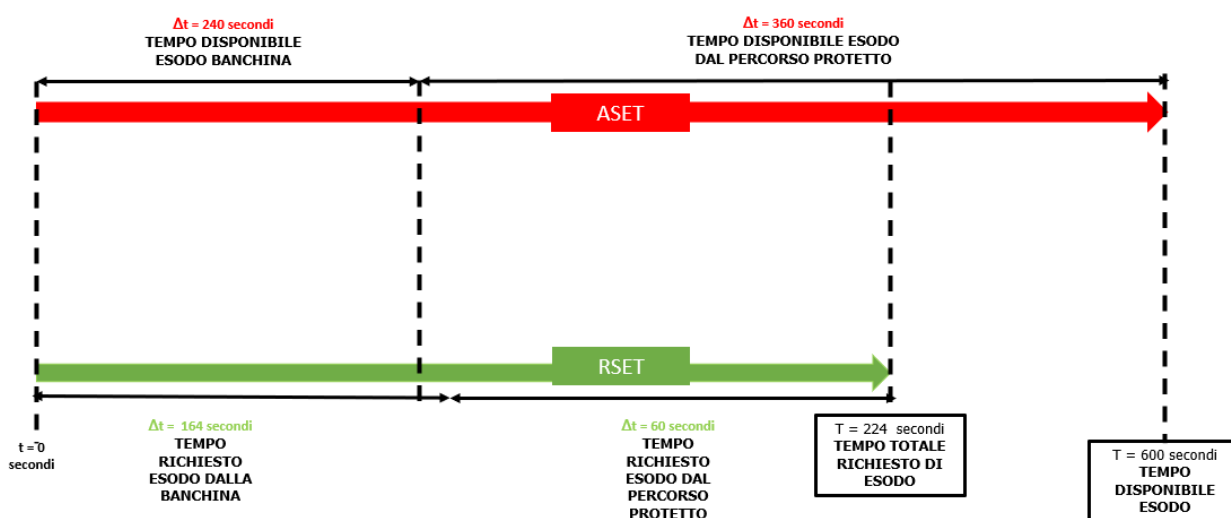 Δt = 240 secondi
TEMPO DISPONIBILE
ESODO BANCHINA
Δt = 360 secondi
TEMPO DISPONIBILE ESODO
DAL PERCORSO PROTETTO
ASET
RSET
t = 0
secondi
Δt = 164 secondi
TEMPO
RICHIESTO
ESODO DALLA
BANCHINA
Δt = 60 secondi
TEMPO
RICHIESTO
ESODO DAL
PERCORSO
PROTETTO
T = 224 secondi
TEMPO TOTALE
RICHIESTO DI
ESODO
T = 600 secondi
TEMPO
DISPONIBILE
ESODO